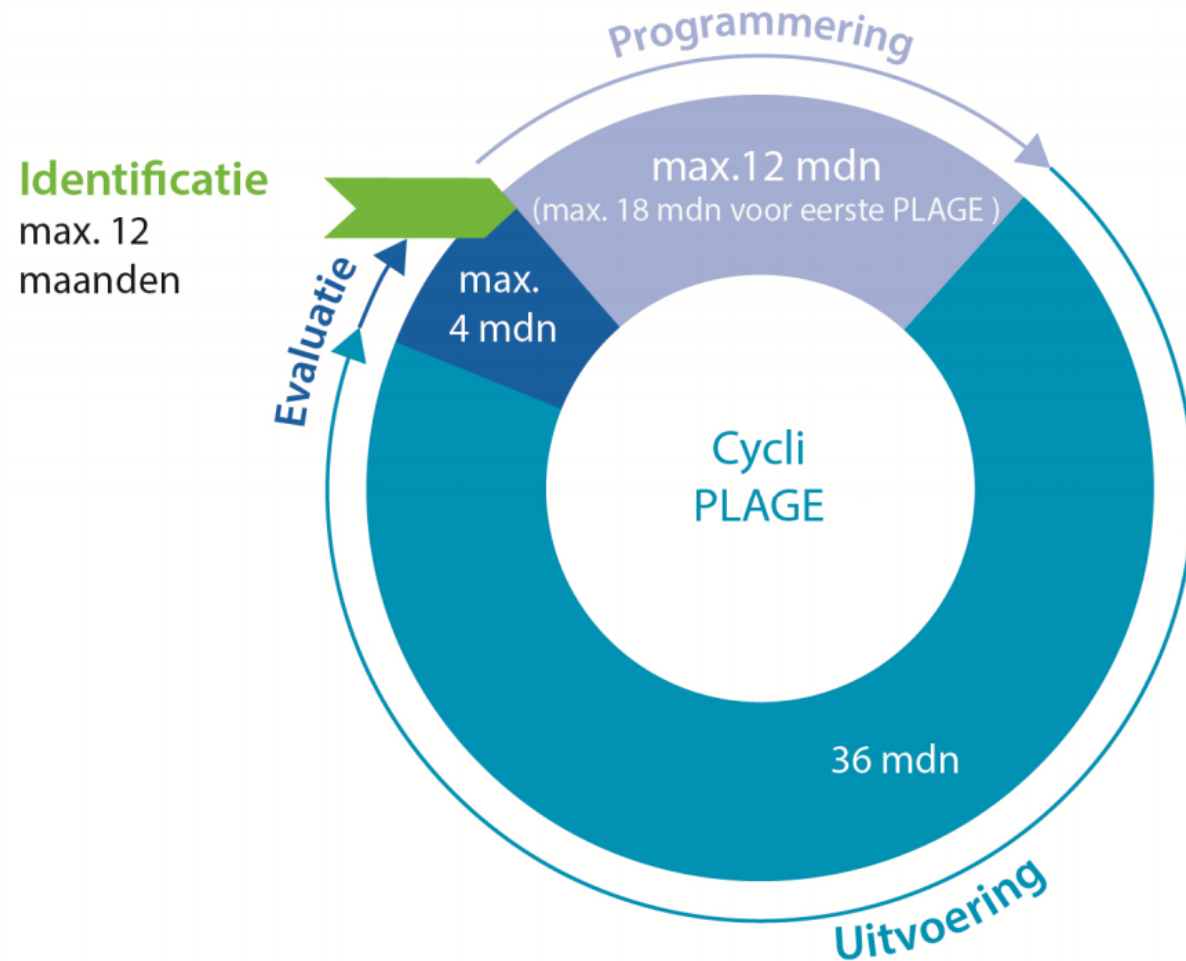 Programmering
Identificatie
max. 12
maanden
max.12 mdn
(max. 18 mdn voor eerste PLAGE )
Evaluatie
max.
4 mdn
Cycli
PLAGE
36 mdn
Uitvoering